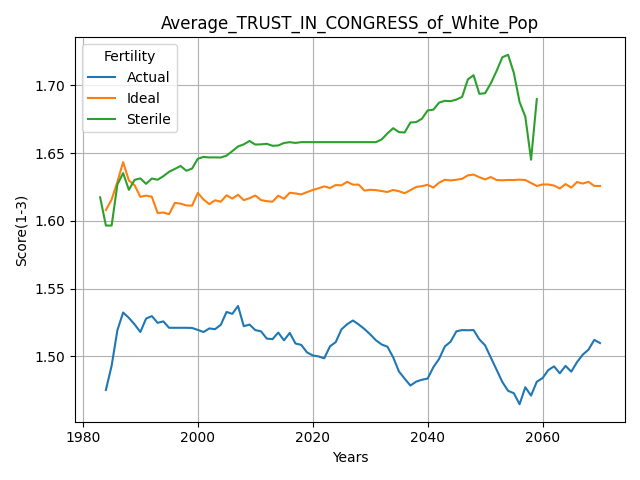 Average_TRUST_IN_CONGRESS_of_White_Pop
Fertility
Actual
Ideal
Sterile
1.70
1.65
1.60
1.55
1.50
Score(1-3)
1980
2000
2020
2040
2060
Years